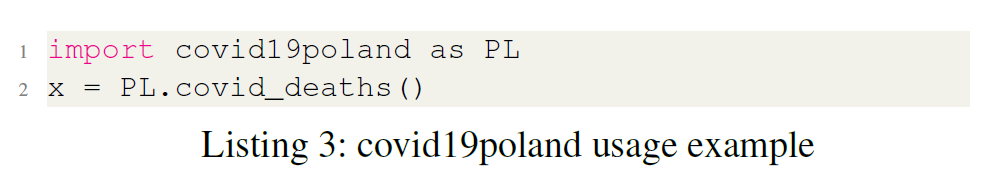 1 import covid19poland as PL
2 x = PL.covid_deaths()
Listing 3: covid19poland usage example